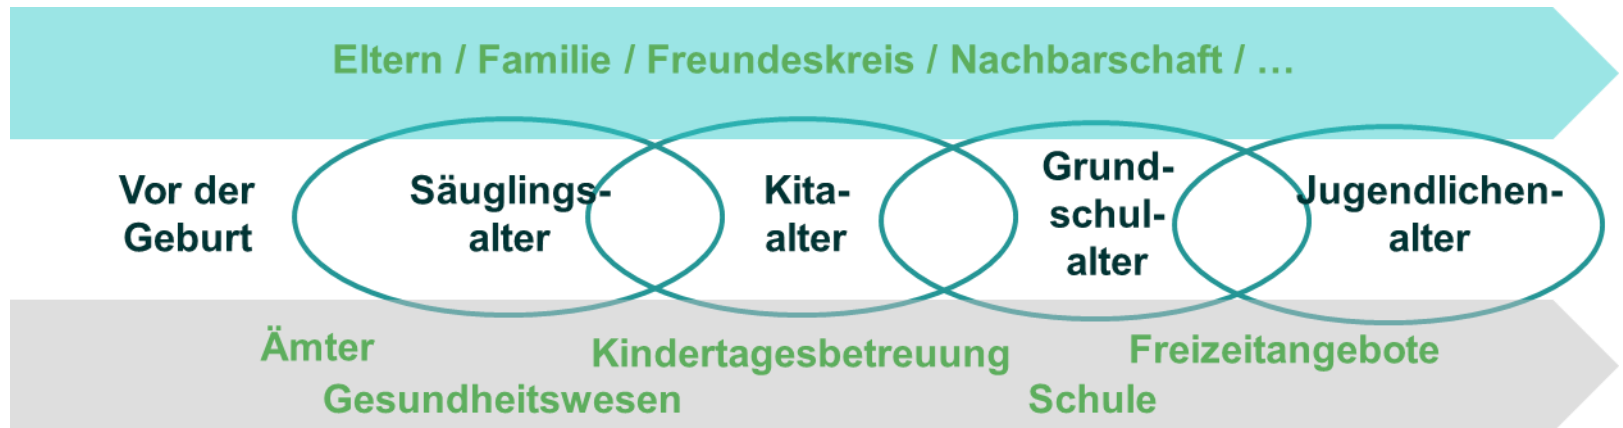 Eltern / Familie / Freundeskreis / Nachbarschaft / …
Vor der
Geburt
Säuglings-
alter
Kita-
alter
Grund-
schul-
alter
Jugendlichen-
alter
Ämter
Kindertagesbetreuung
Freizeitangebote
Gesundheitswesen
Schule